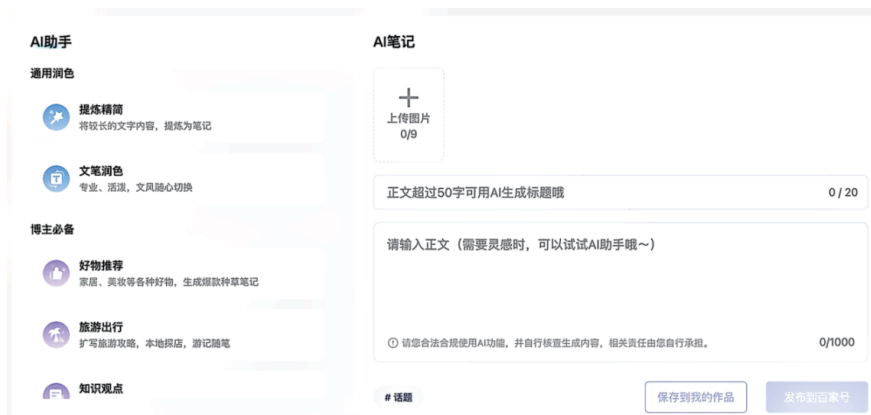 AI助手
通用润色
提炼精简
将较长的文字内容，提炼为笔记
文笔润色
专业、活泼，文风随心切换
博主必备
好物推荐
家居、美妆等各种好物，生成爆款种草笔记
旅游出行
扩写旅游攻略，本地探店，游记随笔
知识观点
AI笔记
上传图片
0/9
正文超过50字可用AI生成标题哦
0 / 20
请输入正文（需要灵感时，可以试试AI助手哦～）
请您合法合规使用AI功能，并自行核查生成内容，相关责任由您自行承担。
0/1000
# 话题
保存到我的作品
发布到百家号